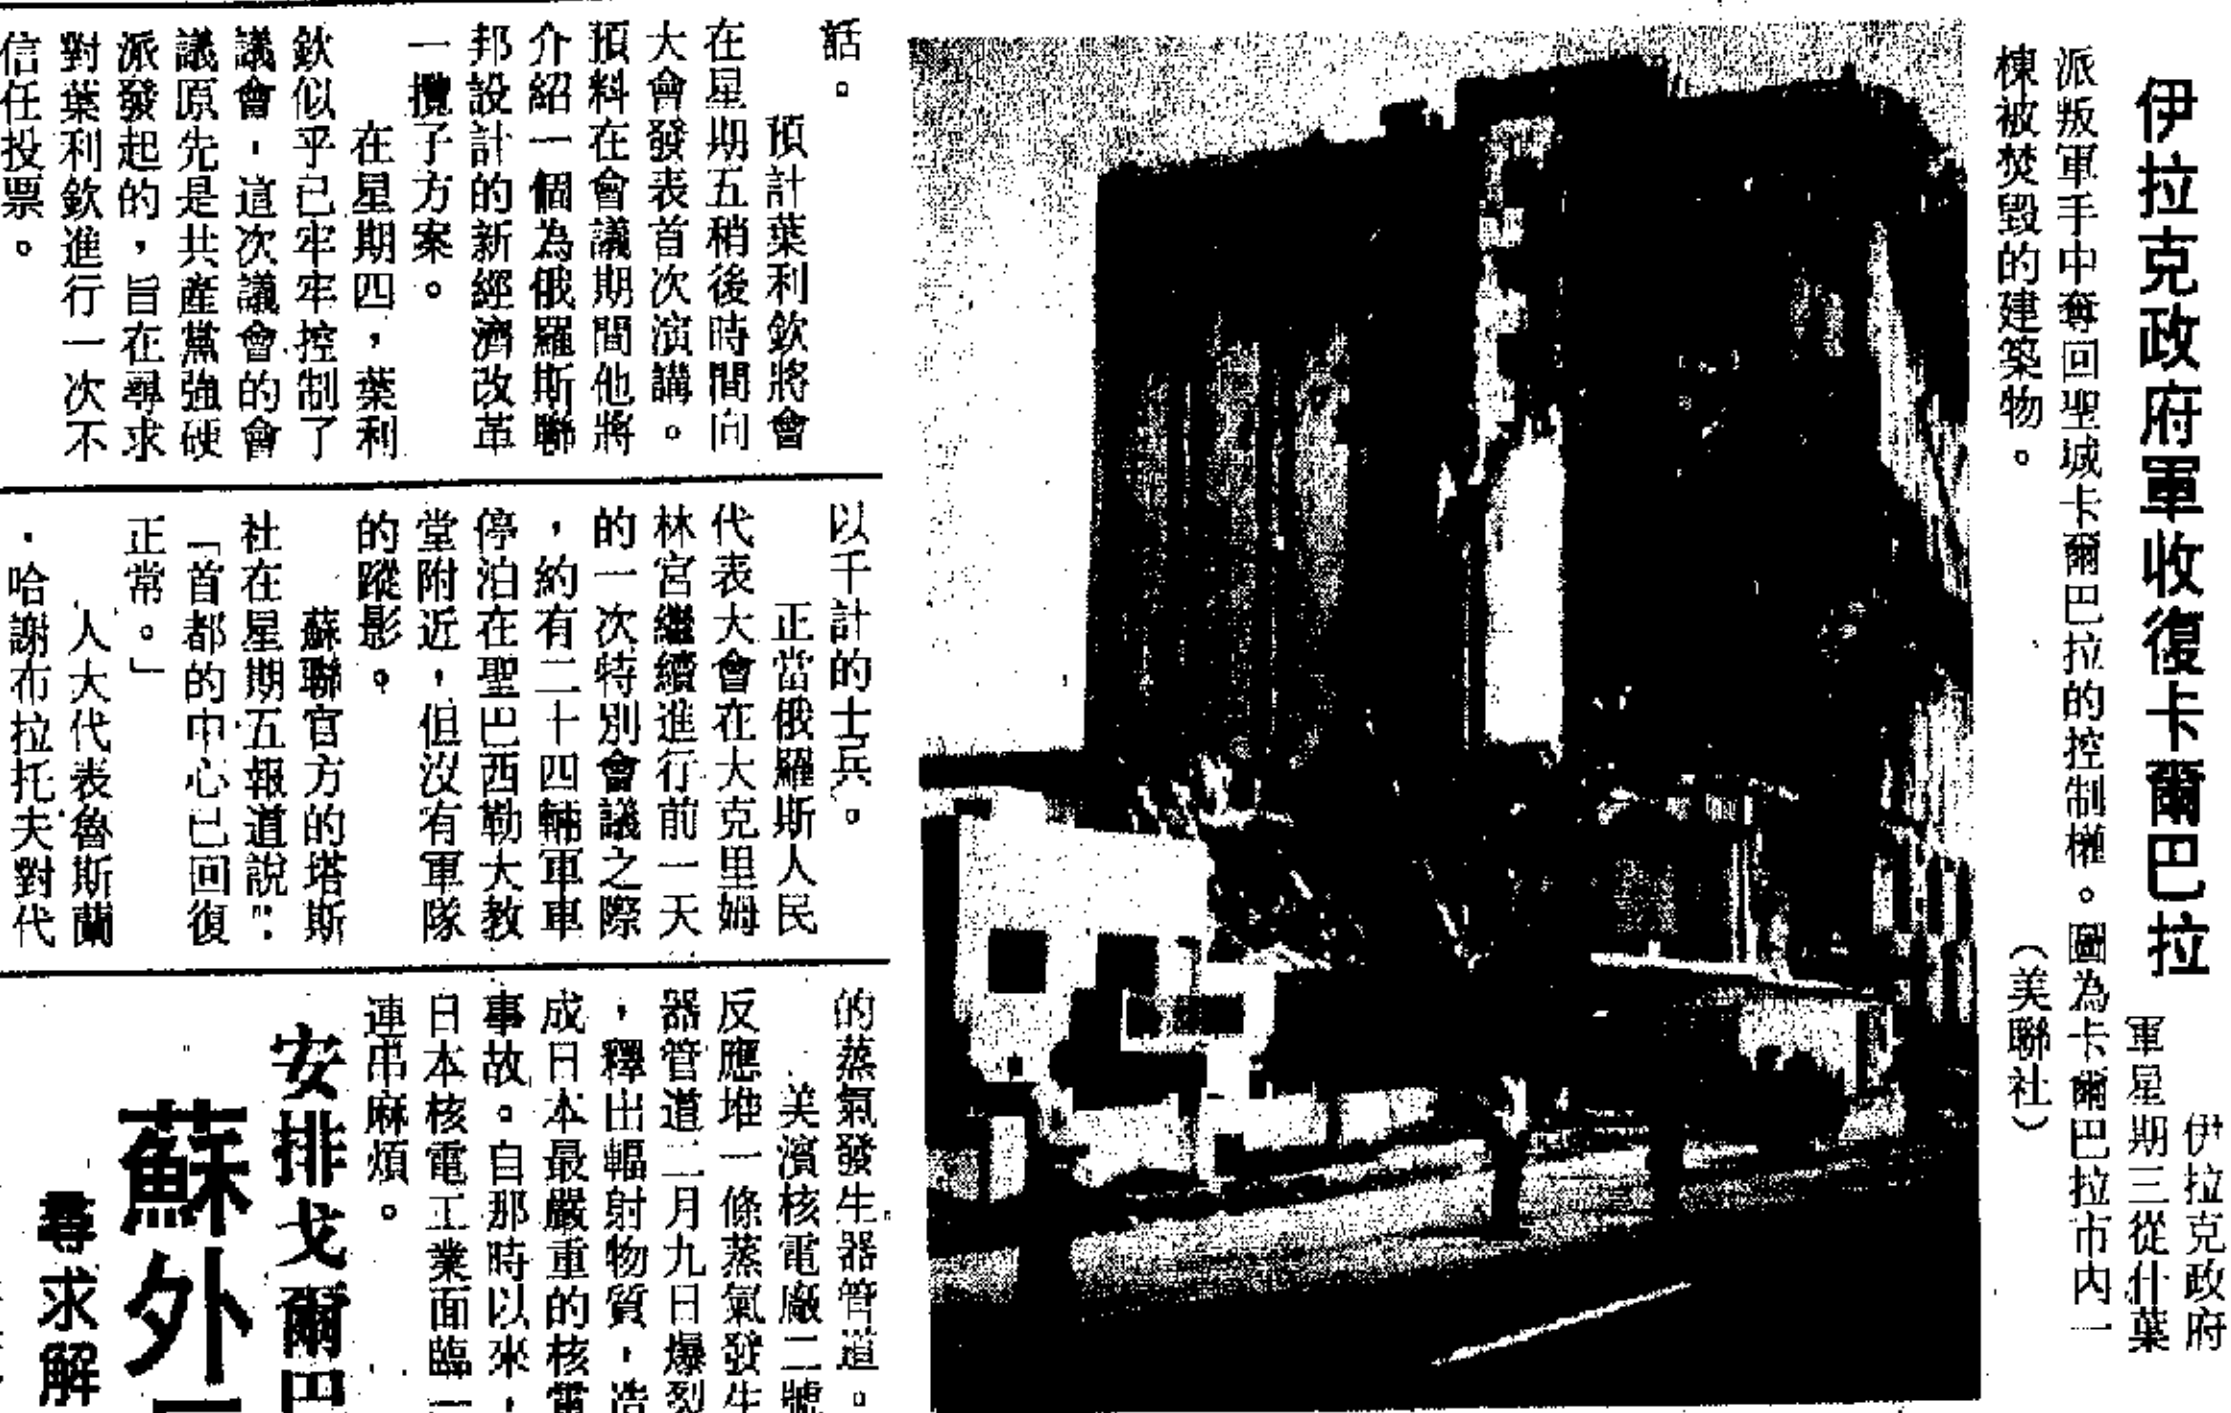 伊拉克政府軍收復卡爾巴拉
伊拉克政府
軍星期三從什葉
派叛軍手中奪回聖城卡爾巴拉的控制權。圖為卡爾巴拉市內一
棟被焚毀的建築物。
（美聯社）
話。
預計葉利欽將會
在星期五稍後時間向
大會發表首次演講。
預料在會議期間他將
介紹一個為俄羅斯聯
邦設計的新經濟改革
一攬子方案。
在星期四，葉利
欽似乎已牢牢控制了
議會，這次議會的會
議原先是共產黨強硬
派發起的，旨在尋求
對葉利欽進行一次不
信任投票。
以千計的士兵。
正當俄羅斯人民
代表大會在大克里姆
林宮繼續進行前一天
的一次特別會議之際
，約有二十四輛軍車
停泊在聖巴西勒大教
堂附近，但沒有軍隊
的蹤影。
蘇聯官方的塔斯
社在星期五報道說：
「首都的中心已回復
正常。」
人大代表魯斯蘭
·哈謝布拉托夫對代
的蒸氣發生器管道。
美濱核電廠二號
反應堆一條蒸氣發生
器管道二月九日爆裂
，釋出輻射物質，造
成日本最嚴重的核電
事故。自那時以來，
日本核電工業面臨一
連串麻煩。
安排戈爾巴
蘇外
尋求解